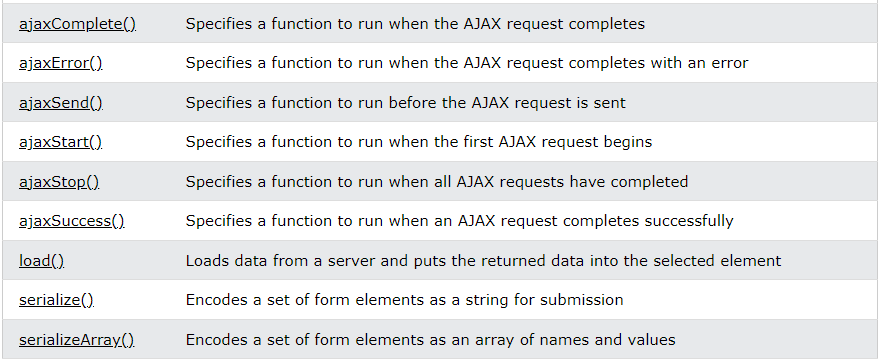 ajaxComplete() Specifies a function to run when the AJAX request completes
ajaxError() Specifies a function to run when the AJAX request completes with an error
ajaxSend() Specifies a function to run before the AJAX request is sent
ajaxStart() Specifies a function to run when the first AJAX request begins
ajaxStop() Specifies a function to run when all AJAX requests have completed
ajaxSuccess() Specifies a function to run when an AJAX request completes successfully
load() Loads data from a server and puts the returned data into the selected element
serialize() Encodes a set of form elements as a string for submission
serializeArray() Encodes a set of form elements as an array of names and values